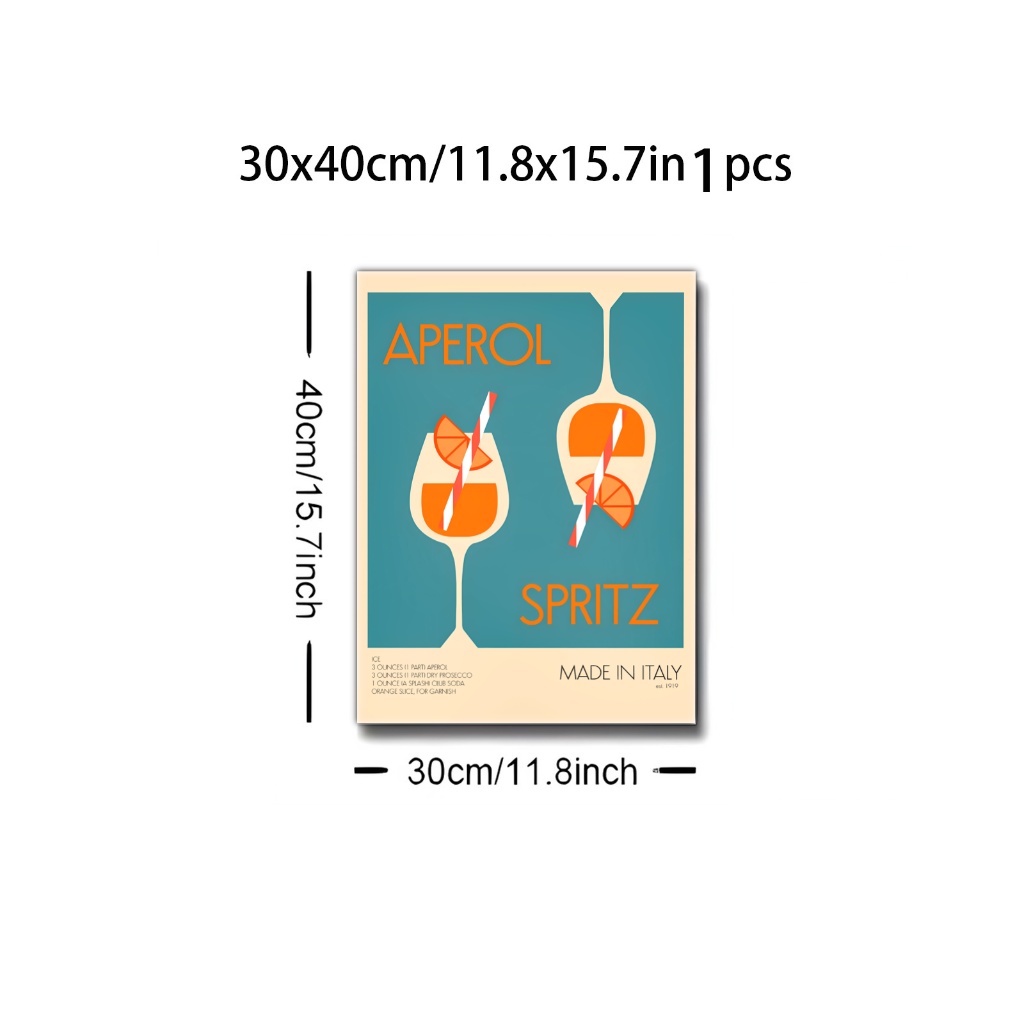 30x40cm/11.8x15.7in 1 pcs
40cm/15.7inch
APEROL
SPRITZ
ICE
3 OUNCES (1 PART) APEROL
3 OUNCES (1 PART) DRY PROSECCO
1 OUNCE (A SPLASH) CLUB SODA
ORANGE SLICE, FOR GARNISH
MADE IN ITALY
est. 1919
30cm/11.8inch